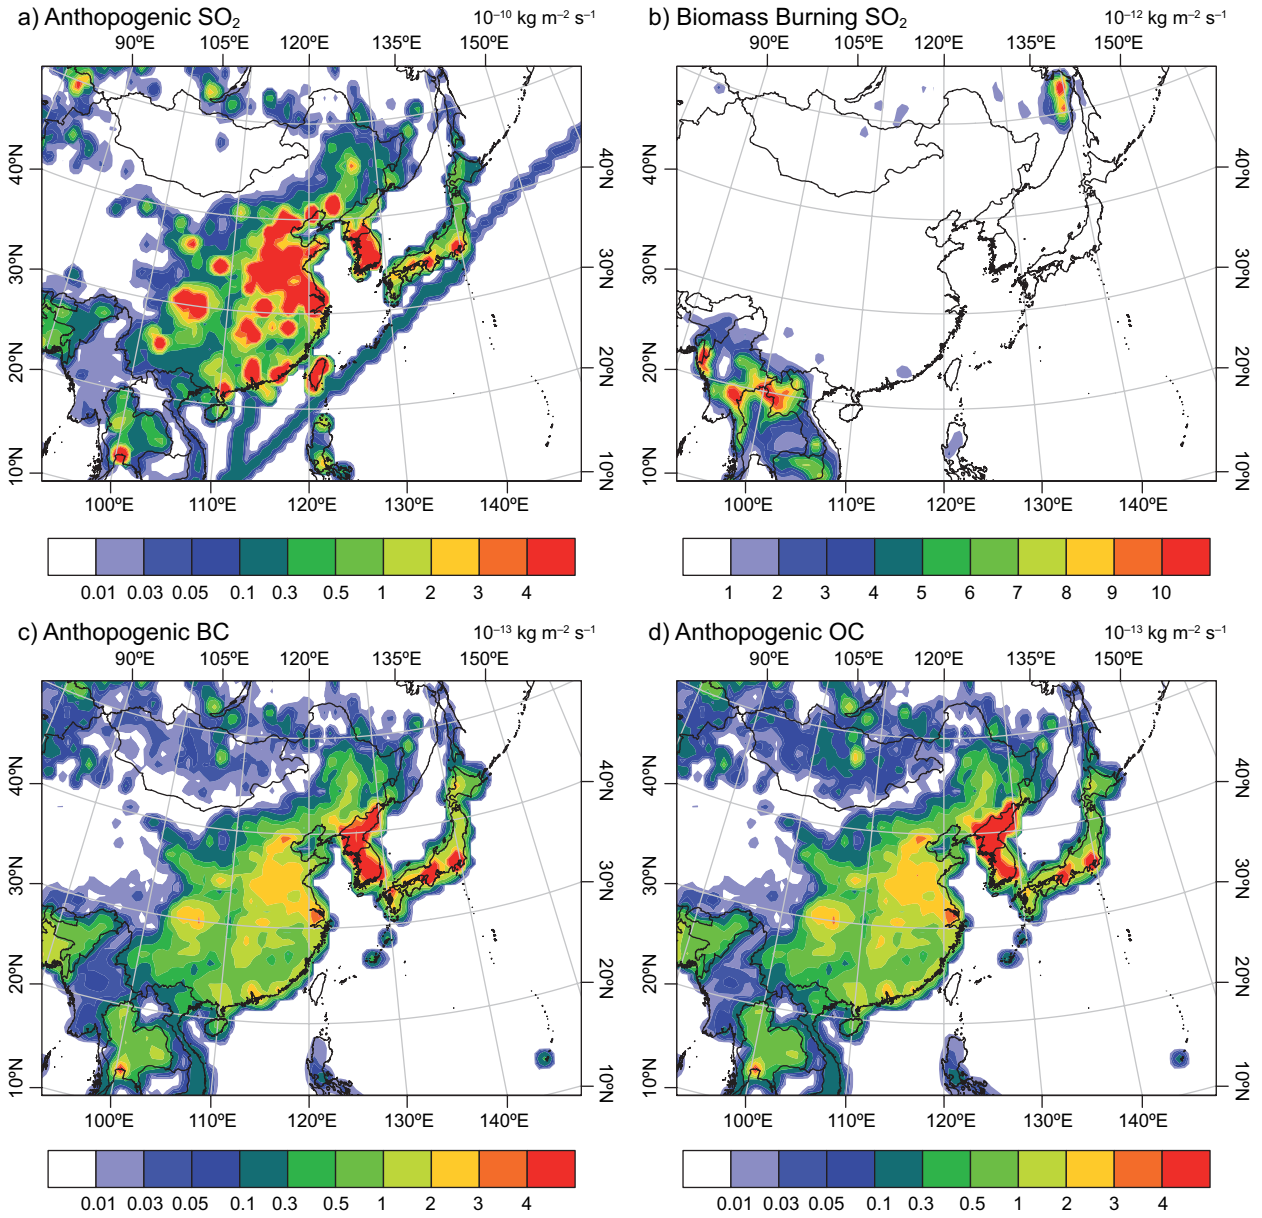 a) Anthopogenic SO₂ 10⁻¹⁰ kg m⁻² s⁻¹
90ºE 105ºE 120ºE 135ºE 150ºE
40ºN 40ºN
30ºN 30ºN
20ºN 20ºN
10ºN 10ºN
100ºE 110ºE 120ºE 130ºE 140ºE
0.01 0.03 0.05 0.1 0.3 0.5 1 2 3 4
b) Biomass Burning SO₂ 10⁻¹² kg m⁻² s⁻¹
90ºE 105ºE 120ºE 135ºE 150ºE
40ºN 40ºN
30ºN 30ºN
20ºN 20ºN
10ºN 10ºN
100ºE 110ºE 120ºE 130ºE 140ºE
1 2 3 4 5 6 7 8 9 10
c) Anthopogenic BC 10⁻¹³ kg m⁻² s⁻¹
90ºE 105ºE 120ºE 135ºE 150ºE
40ºN 40ºN
30ºN 30ºN
20ºN 20ºN
10ºN 10ºN
100ºE 110ºE 120ºE 130ºE 140ºE
0.01 0.03 0.05 0.1 0.3 0.5 1 2 3 4
d) Anthopogenic OC 10⁻¹³ kg m⁻² s⁻¹
90ºE 105ºE 120ºE 135ºE 150ºE
40ºN 40ºN
30ºN 30ºN
20ºN 20ºN
10ºN 10ºN
100ºE 110ºE 120ºE 130ºE 140ºE
0.01 0.03 0.05 0.1 0.3 0.5 1 2 3 4